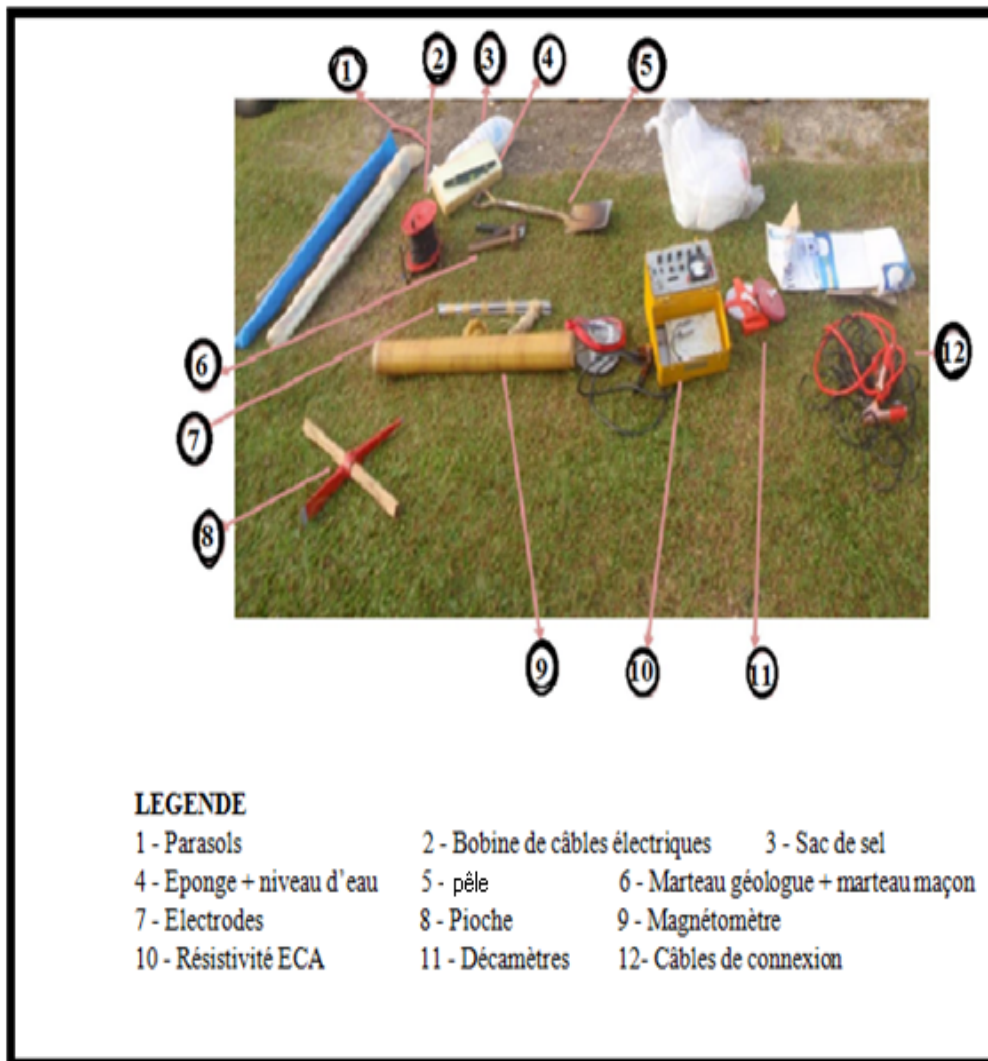 1 2 3 4 5
6
7
8
12
9 10 11
LEGENDE
1 - Parasols 2 - Bobine de câbles électriques 3 - Sac de sel
4 - Eponge + niveau d'eau 5 - pêle 6 - Marteau géologue + marteau maçon
7 - Electrodes 8 - Pioche 9 - Magnétomètre
10 - Résistivité ECA 11 - Décamètres 12- Câbles de connexion